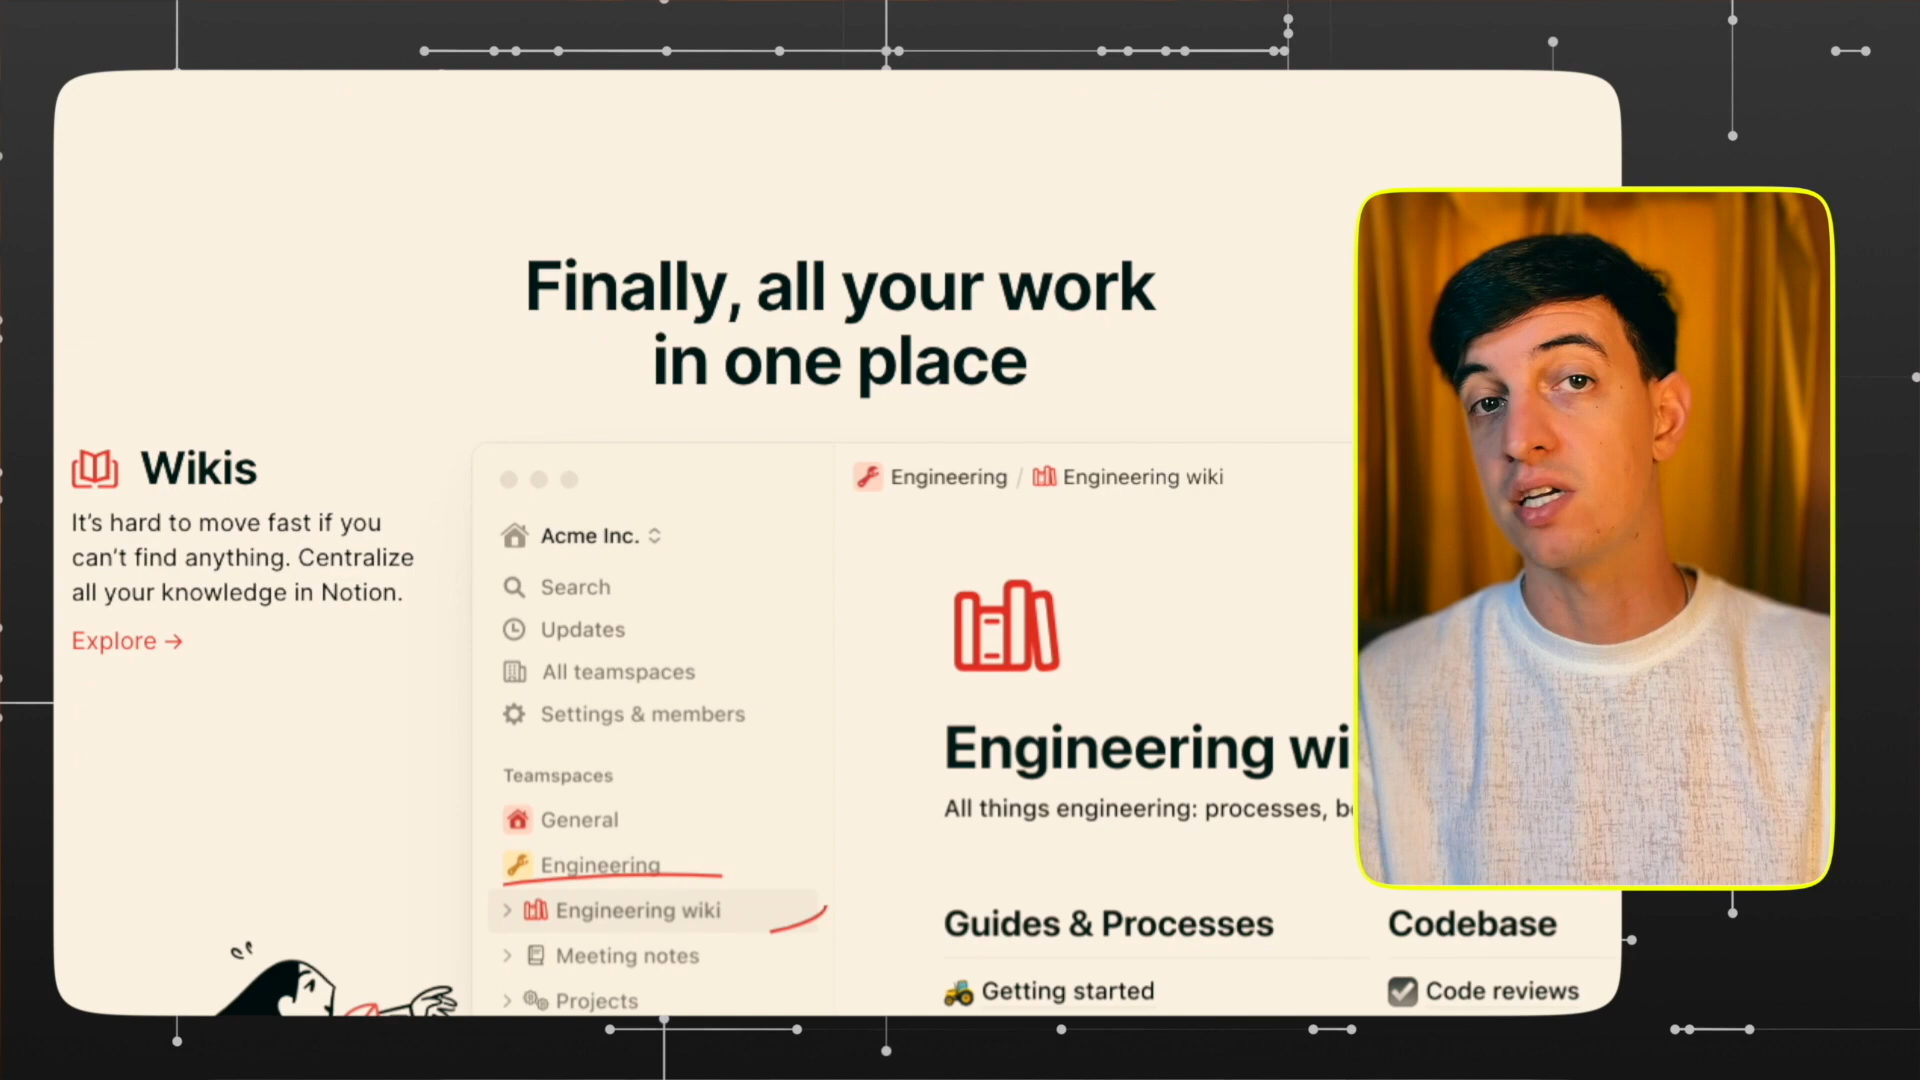 Finally, all your work
in one place
Wikis
It's hard to move fast if you
can't find anything. Centralize
all your knowledge in Notion.
Explore →
Acme Inc.
Search
Updates
All teamspaces
Settings & members
Teamspaces
General
Engineering
Engineering wiki
Meeting notes
Projects
Engineering / Engineering wiki
Engineering wi
All things engineering: processes, b
Guides & Processes
Getting started
Codebase
Code reviews